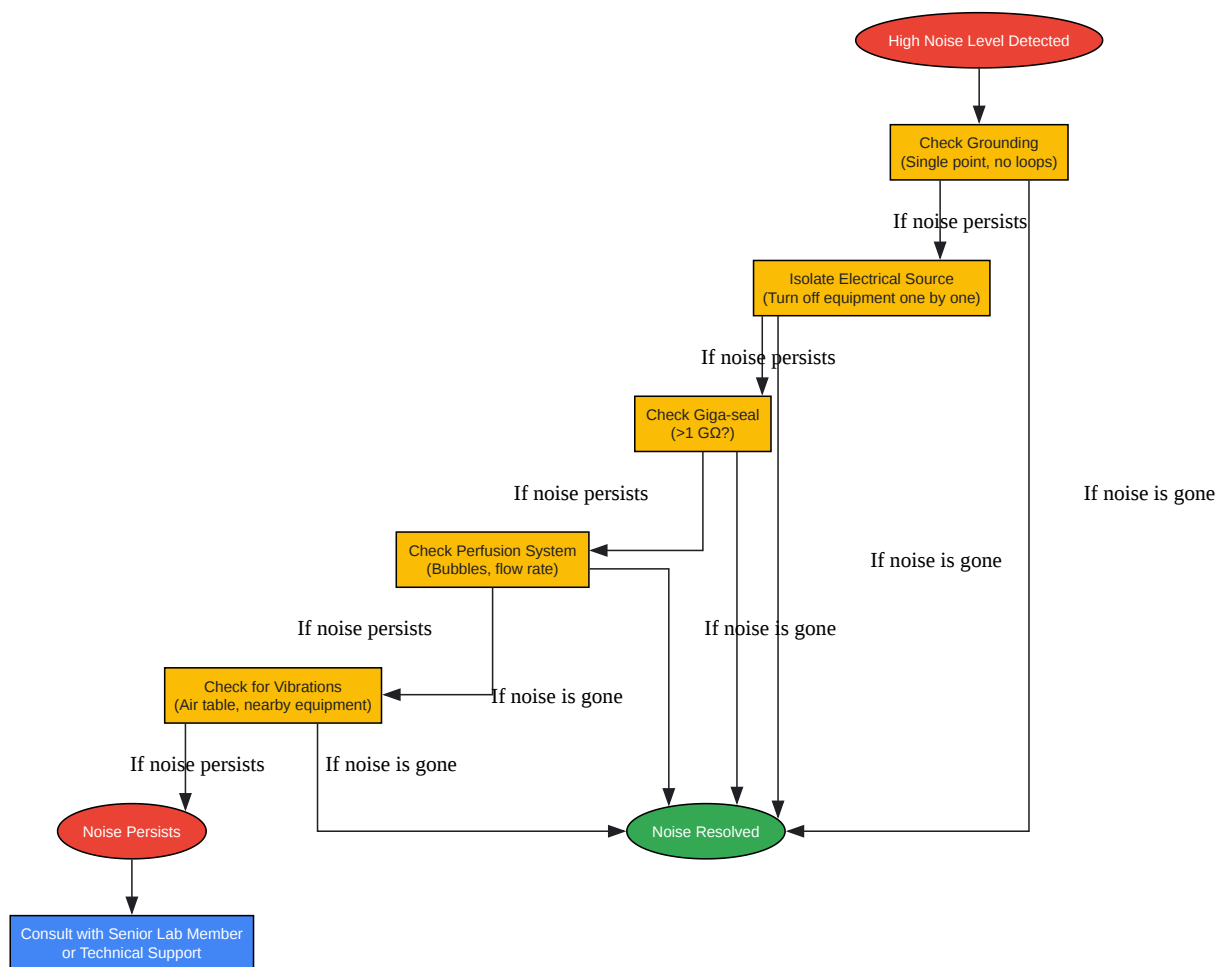 High Noise Level Detected
Check Grounding
(Single point, no loops)
If noise persists
Isolate Electrical Source
(Turn off equipment one by one)
If noise persists
Check Giga-seal
(>1 GΩ?)
If noise persists
If noise is gone
Check Perfusion System
(Bubbles, flow rate)
If noise is gone
If noise persists
If noise is gone
Check for Vibrations
(Air table, nearby equipment)
If noise is gone
If noise persists
If noise is gone
Noise Persists
Noise Resolved
Consult with Senior Lab Member
or Technical Support